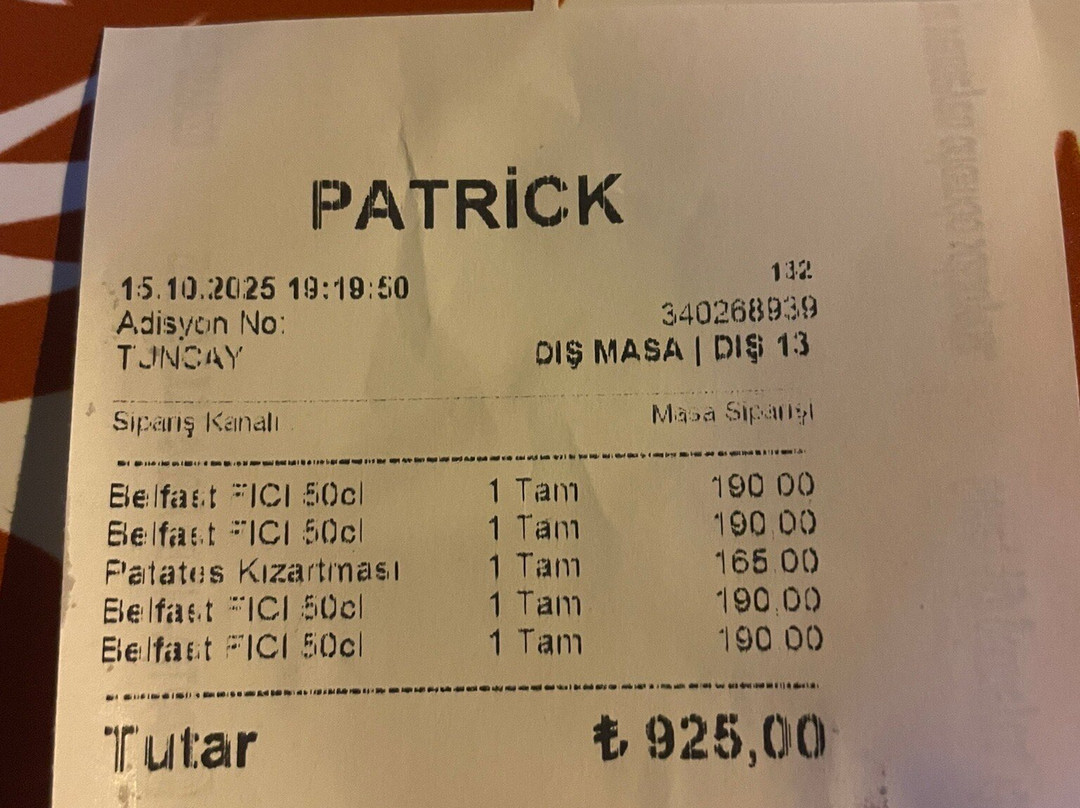 PATRİCK
132
15.10.2025 19:19:50
Adisyon No: 340268939
TUNCAY DIŞ MASA | DIŞ 13
Sipariş Kanalı Masa Siparişi
Belfast FICI 50cl 1 Tam 190.00
Belfast FICI 50cl 1 Tam 190.00
Patates Kızartması 1 Tam 165.00
Belfast FICI 50cl 1 Tam 190.00
Belfast FICI 50cl 1 Tam 190.00
Tutar ₺ 925,00